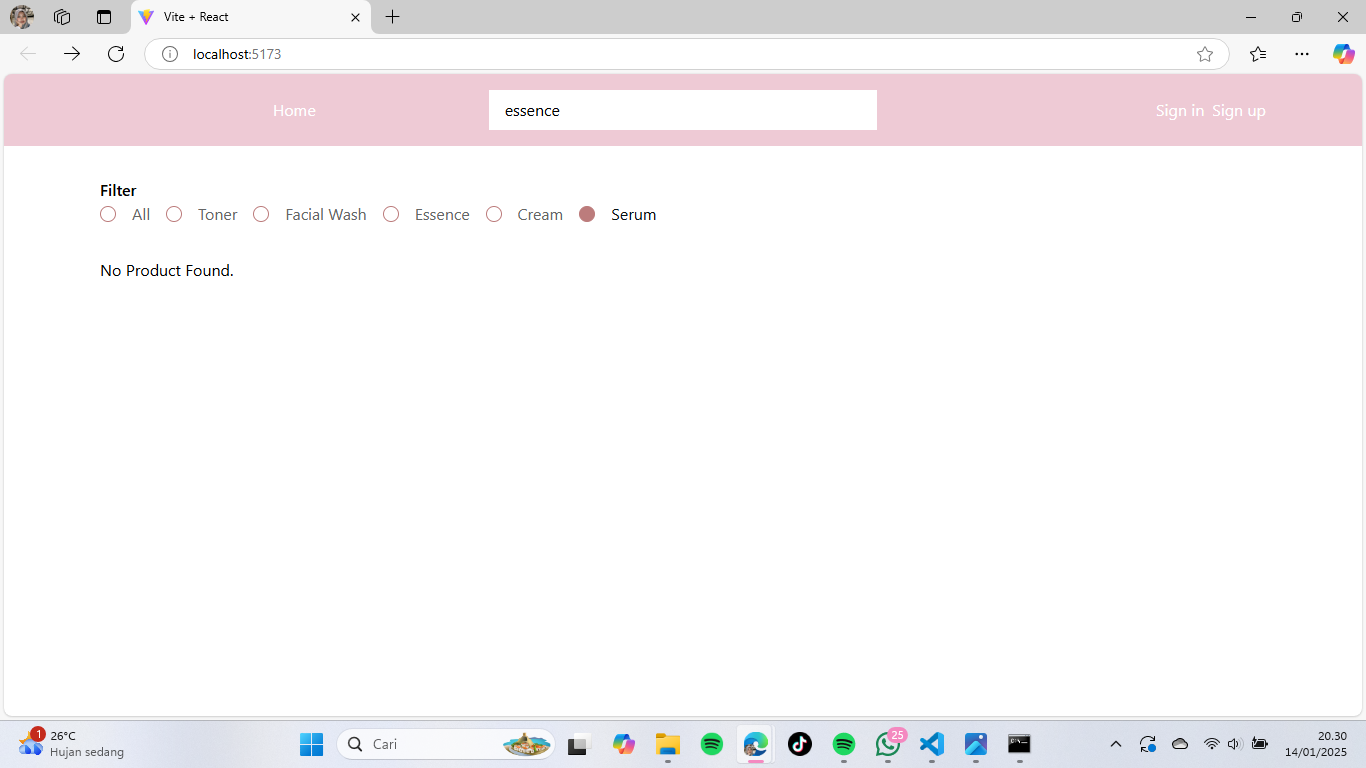 Vite + React
localhost:5173
Home
essence
Sign in Sign up
Filter
All Toner Facial Wash Essence Cream Serum
No Product Found.
1
26°C
Hujan sedang
Cari
25
20.30
14/01/2025